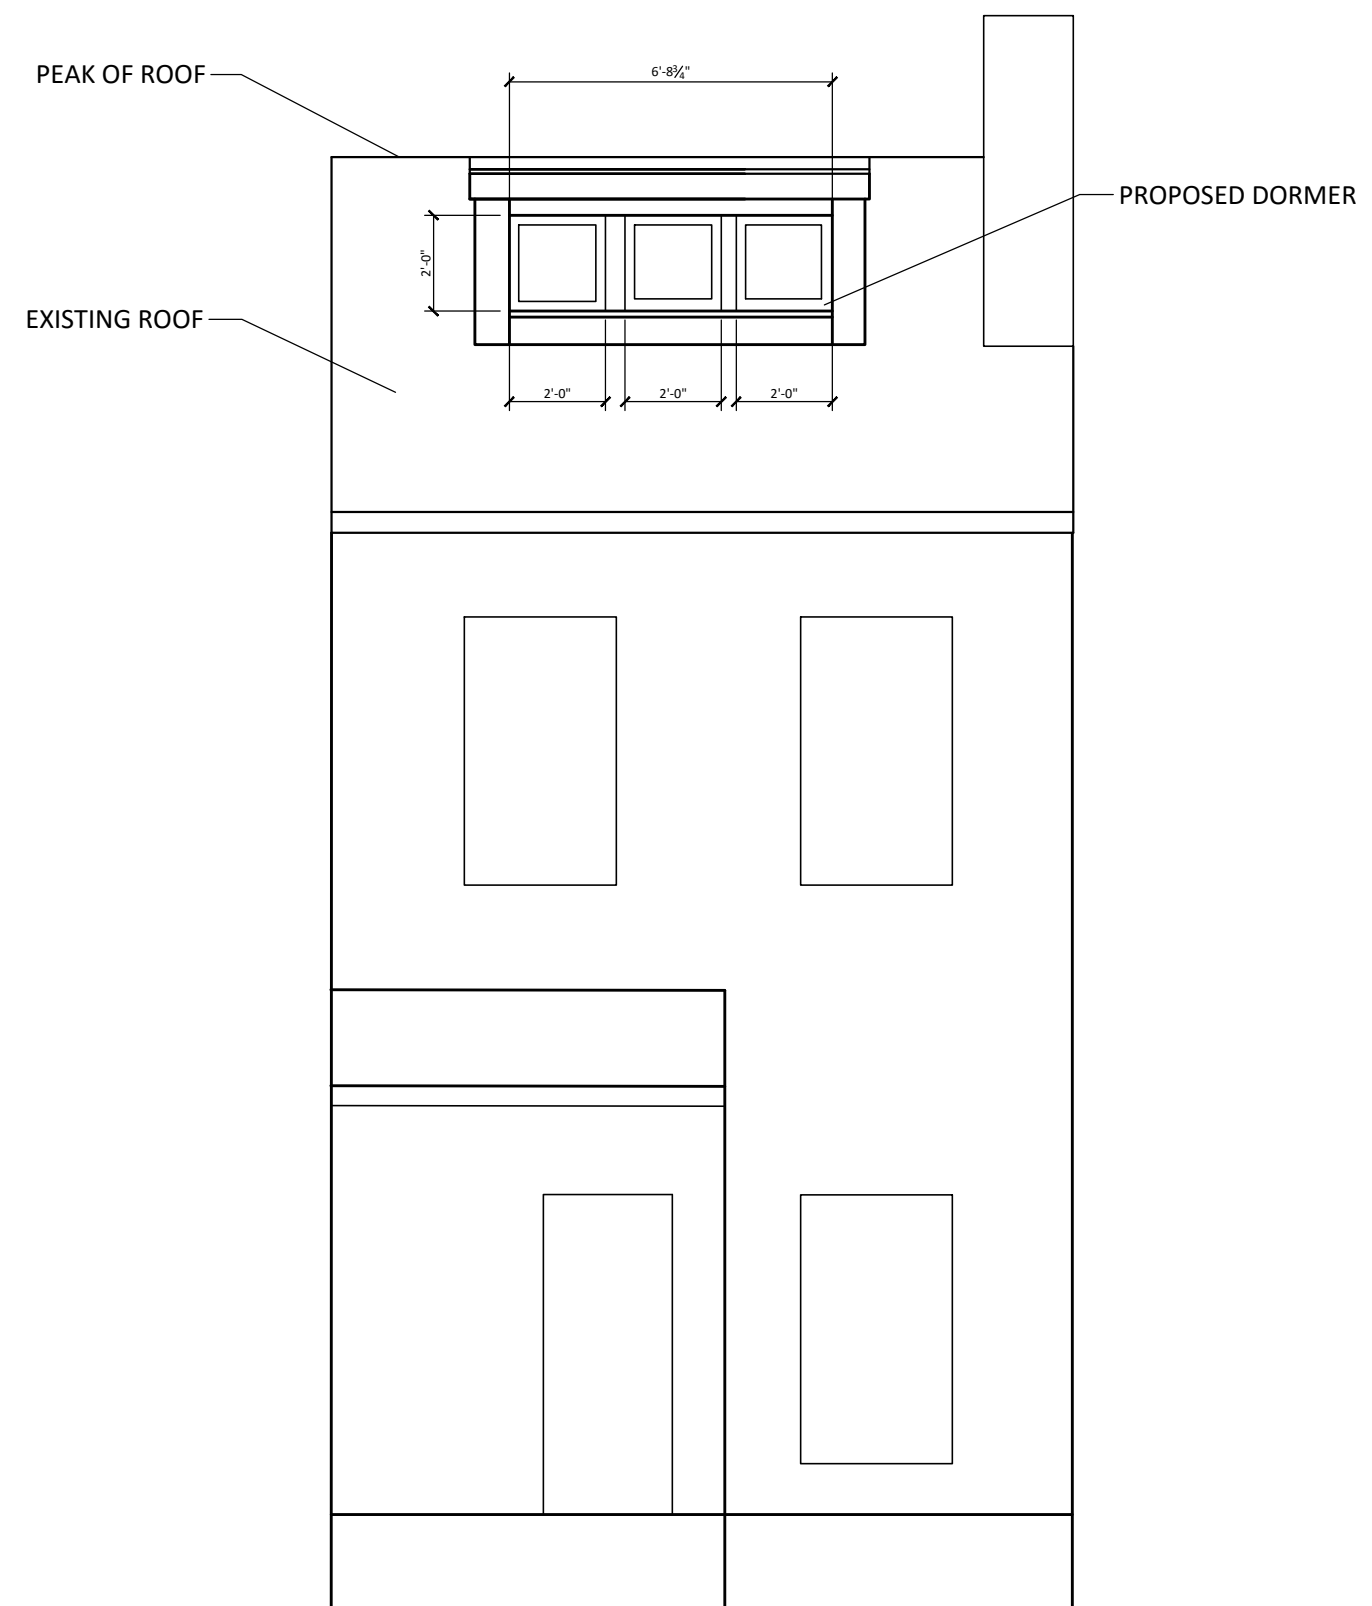 6'-8¾"
PEAK OF ROOF
PROPOSED DORMER
2'-0"
EXISTING ROOF
2'-0"
2'-0"
2'-0"